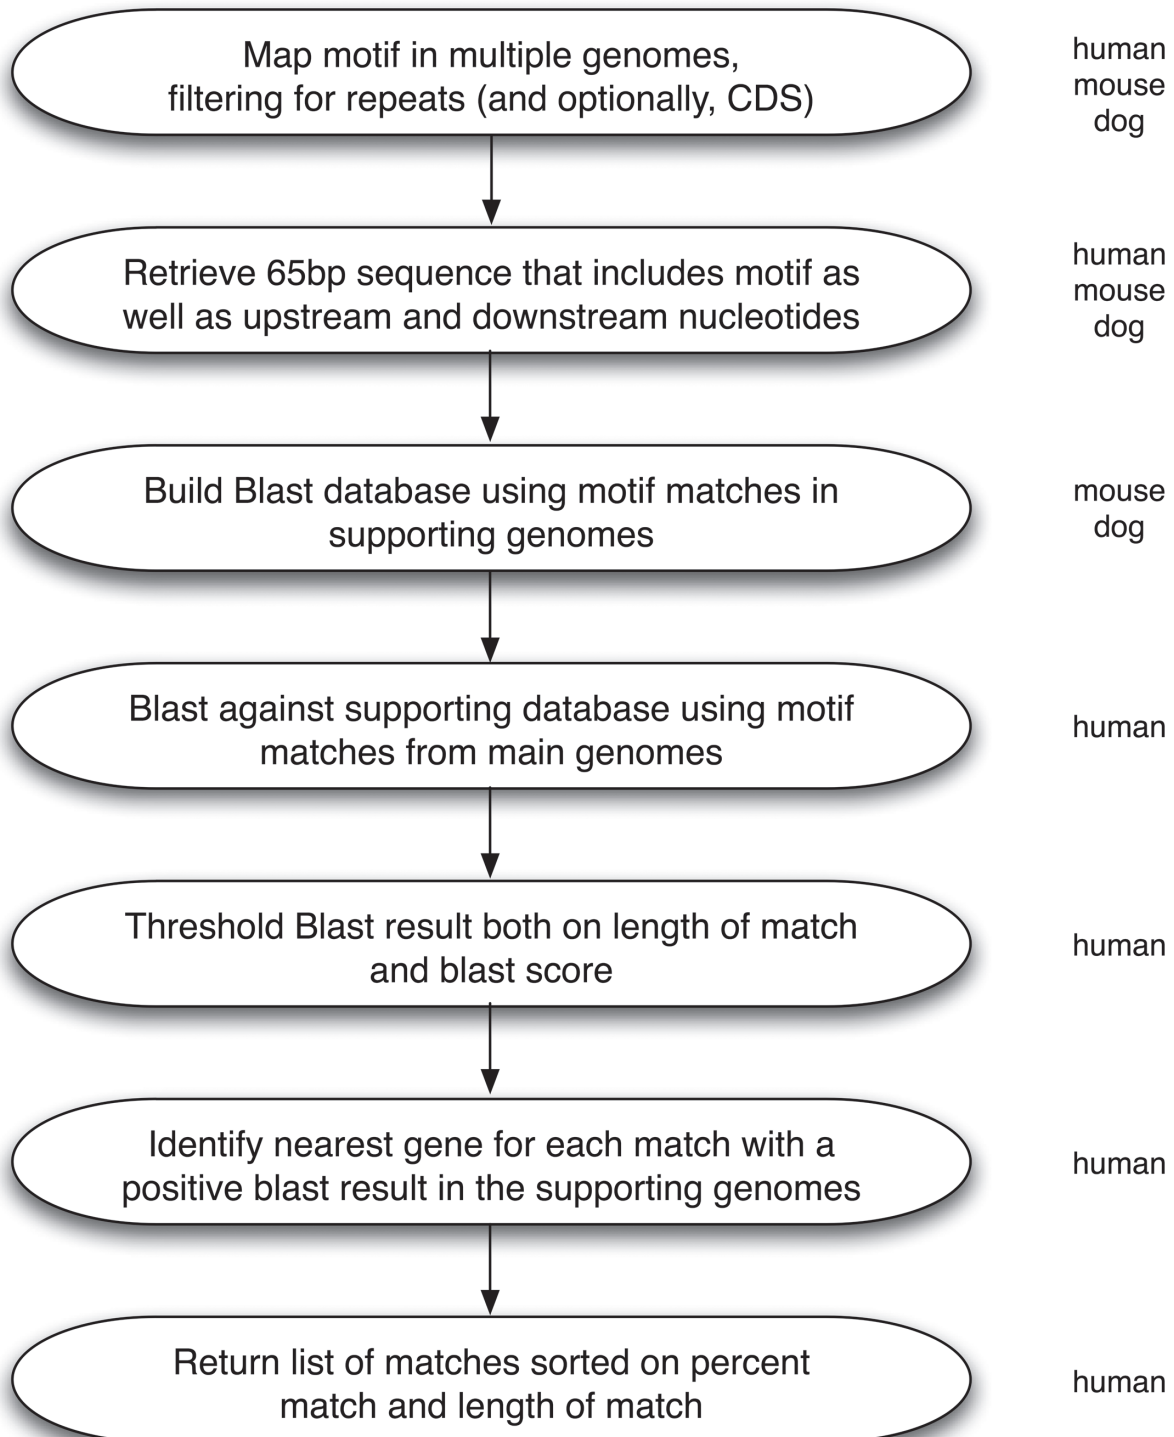 Map motif in multiple genomes,
filtering for repeats (and optionally, CDS)
human
mouse
dog
Retrieve 65bp sequence that includes motif as
well as upstream and downstream nucleotides
human
mouse
dog
Build Blast database using motif matches in
supporting genomes
mouse
dog
Blast against supporting database using motif
matches from main genomes
human
Threshold Blast result both on length of match
and blast score
human
Identify nearest gene for each match with a
positive blast result in the supporting genomes
human
Return list of matches sorted on percent
match and length of match
human